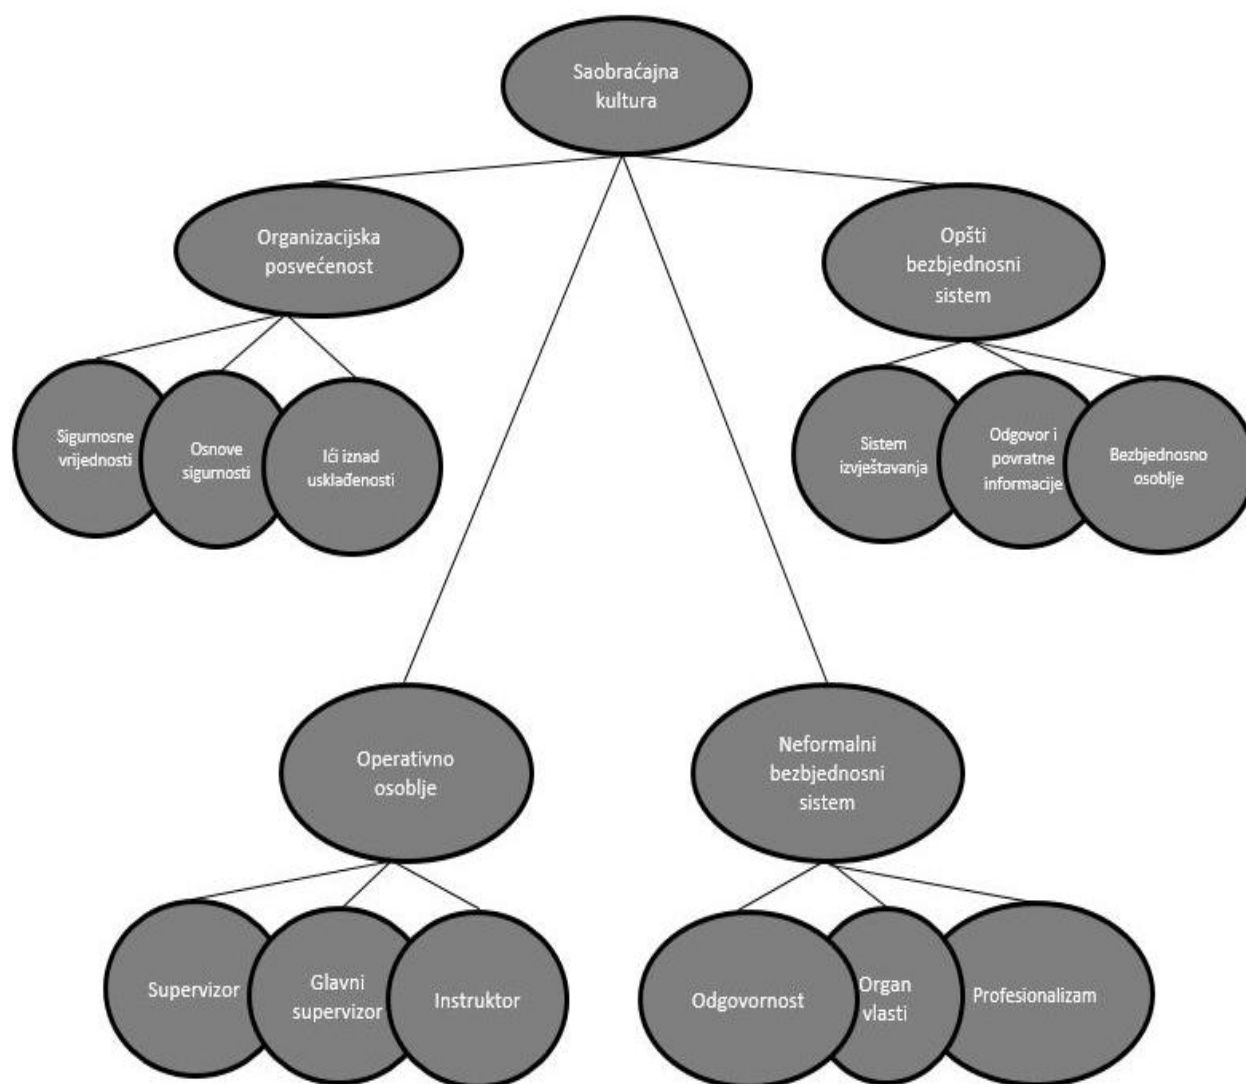 Saobraćajna
kultura
Organizacijska
posvećenost
Opšti
bezbjednosni
sistem
Sigurnosne
vrijednosti
Osnove
sigurnosti
Ići iznad
usklađenosti
Sistem
izvještavanja
Odgovor i
povratne
informacije
Bezbjednosno
osoblje
Operativno
osoblje
Neformalni
bezbjednosni
sistem
Supervizor
Glavni
supervizor
Instruktor
Odgovornost
Organ
vlasti
Profesionalizam